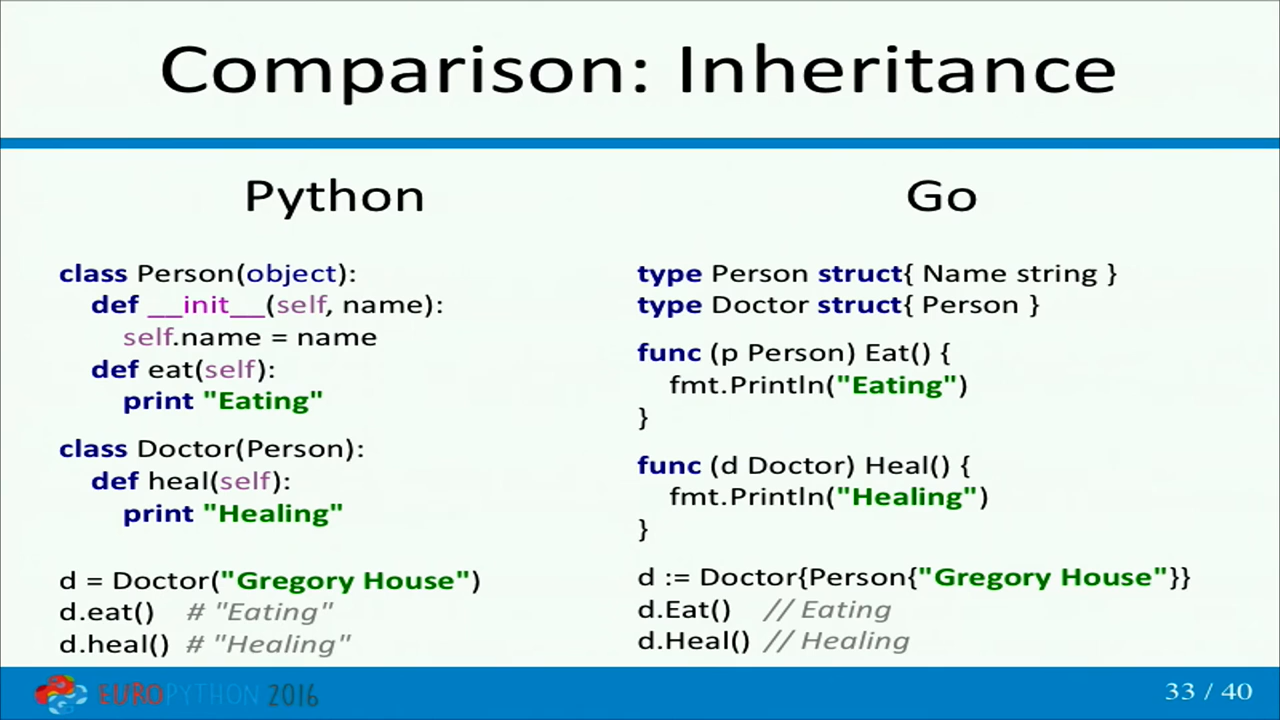 Comparison: Inheritance
Python
class Person(object):
def __init__(self, name):
self.name = name
def eat(self):
print "Eating"
class Doctor(Person):
def heal(self):
print "Healing"
d = Doctor("Gregory House")
d.eat() # "Eating"
d.heal() # "Healing"
Go
type Person struct{ Name string }
type Doctor struct{ Person }
func (p Person) Eat() {
fmt.Println("Eating")
}
func (d Doctor) Heal() {
fmt.Println("Healing")
}
d := Doctor{Person{"Gregory House"}}
d.Eat() // Eating
d.Heal() // Healing
EUROPYTHON 2016
33 / 40